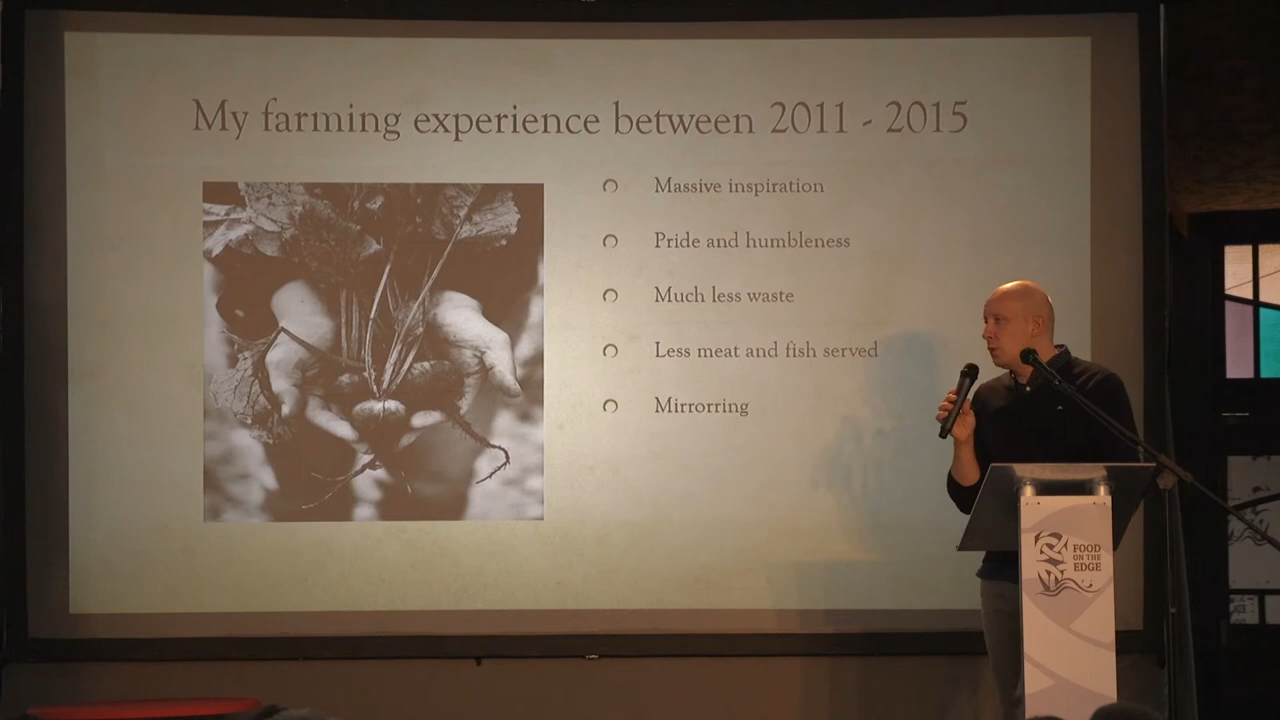 My farming experience between 2011 - 2015
Massive inspiration
Pride and humbleness
Much less waste
Less meat and fish served
Mirrorring
FOOD
ON THE
EDGE